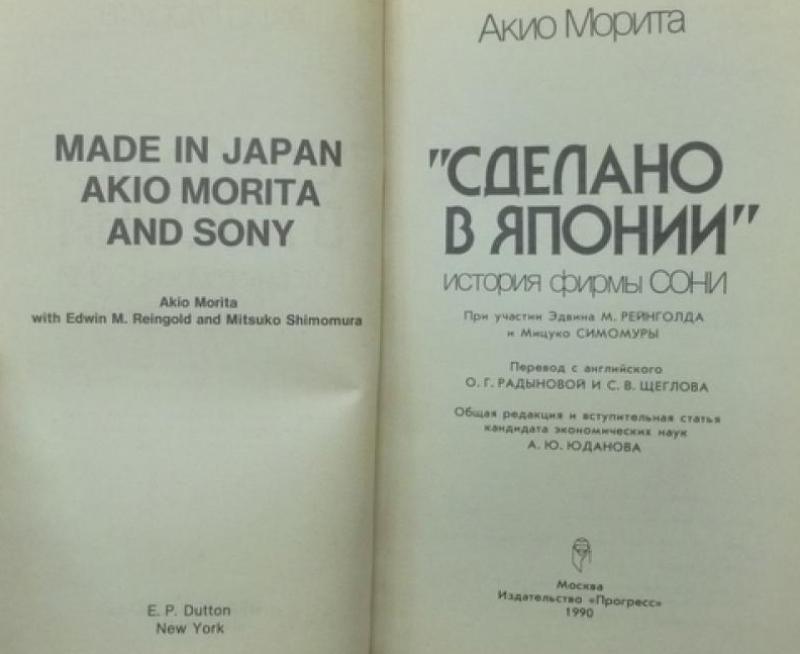 MADE IN JAPAN
AKIO MORITA
AND SONY
Akio Morita
with Edwin M. Reingold and Mitsuko Shimomura
E. P. Dutton
New York
Акио Морита
"СДЕЛАНО
В ЯПОНИИ"
история фирмы СОНИ
При участии Эдвина М. РЕЙНГОЛДА
и Мицуко СИМОМУРЫ
Перевод с английского
О. Г. РАДЫНОВОЙ И С. В. ЩЕГЛОВА
Общая редакция и вступительная статья
кандидата экономических наук
А. Ю. ЮДАНОВА
Москва
Издательство «Прогресс»
1990